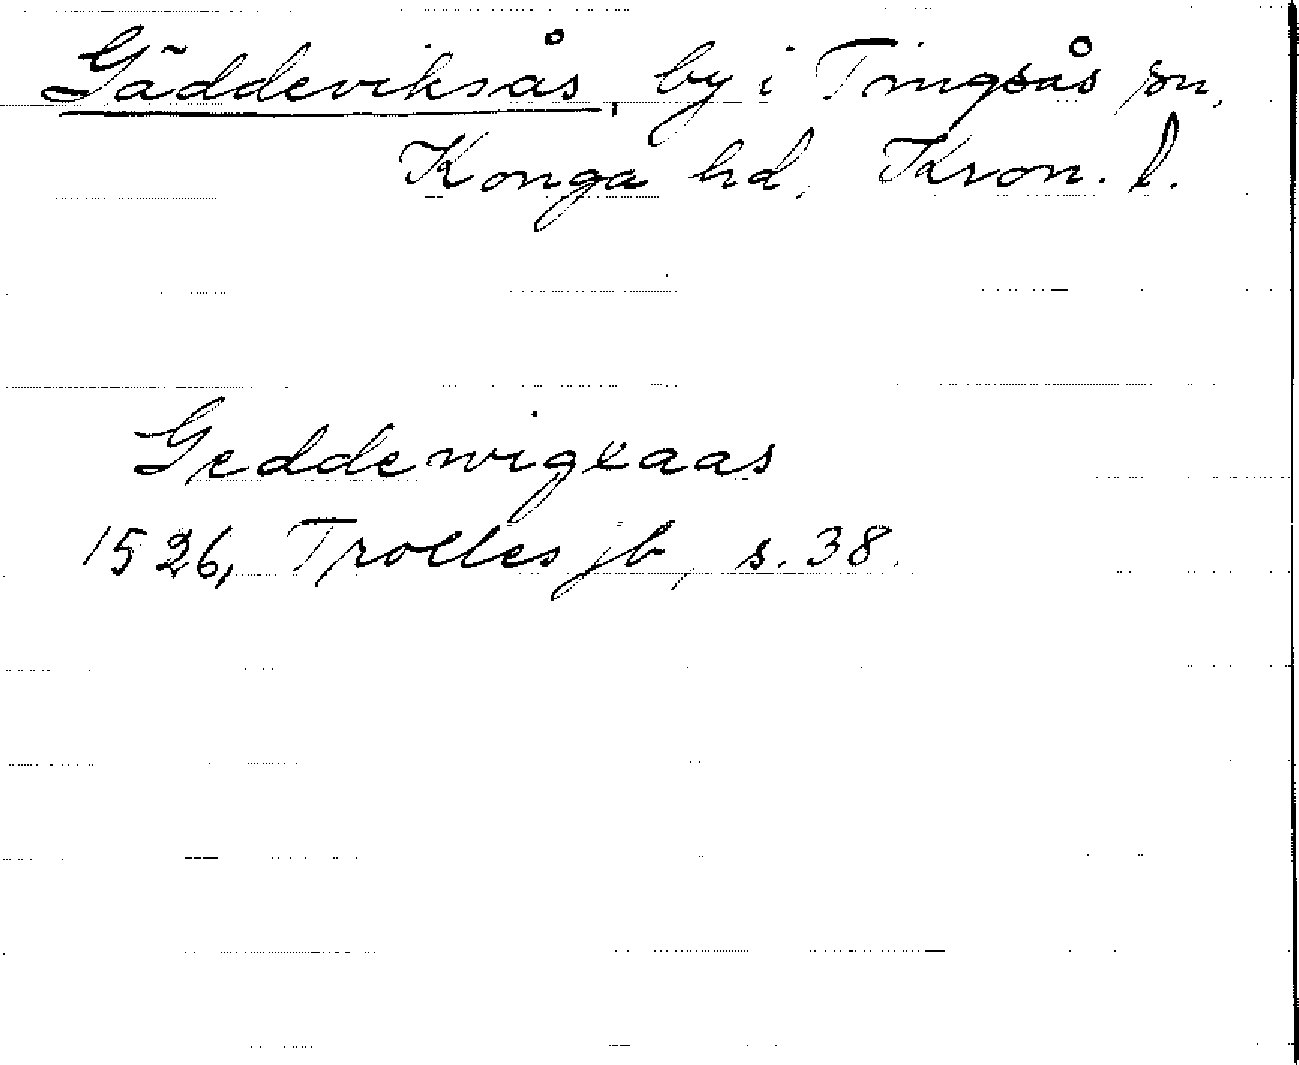 Gäddeviksås, by i Tingsås sn,
Konga hd, Kron. l.
Geddewigxaas
1526, Trolles jb, s. 38.